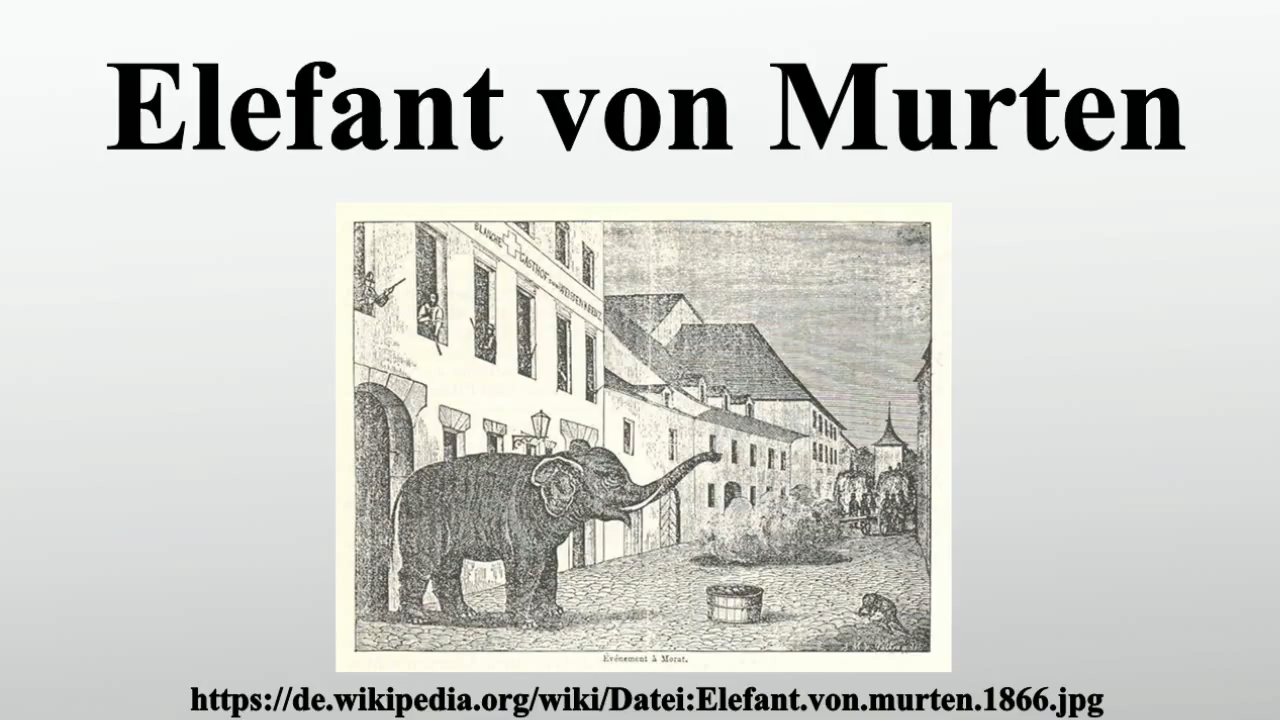 Elefant von Murten
BLANCHE GASTHOF ZUM WEISSEN KREUZ
Événement à Morat.
https://de.wikipedia.org/wiki/Datei:Elefant.von.murten.1866.jpg